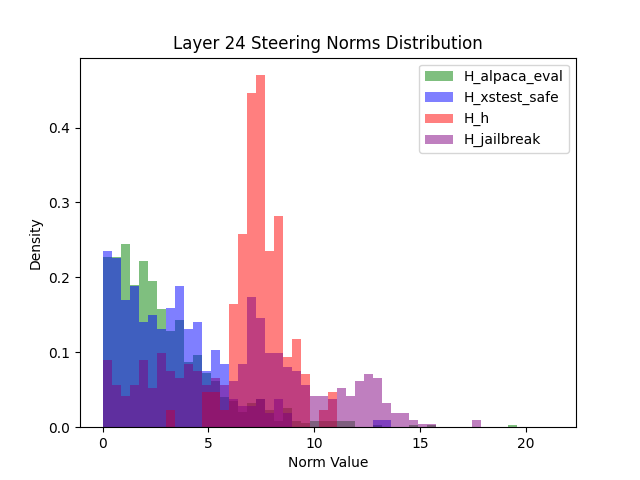 Layer 24 Steering Norms Distribution
H_alpaca_eval
H_xstest_safe
H_h
H_jailbreak
Density
0.4
0.3
0.2
0.1
0.0
0
5
10
15
20
Norm Value